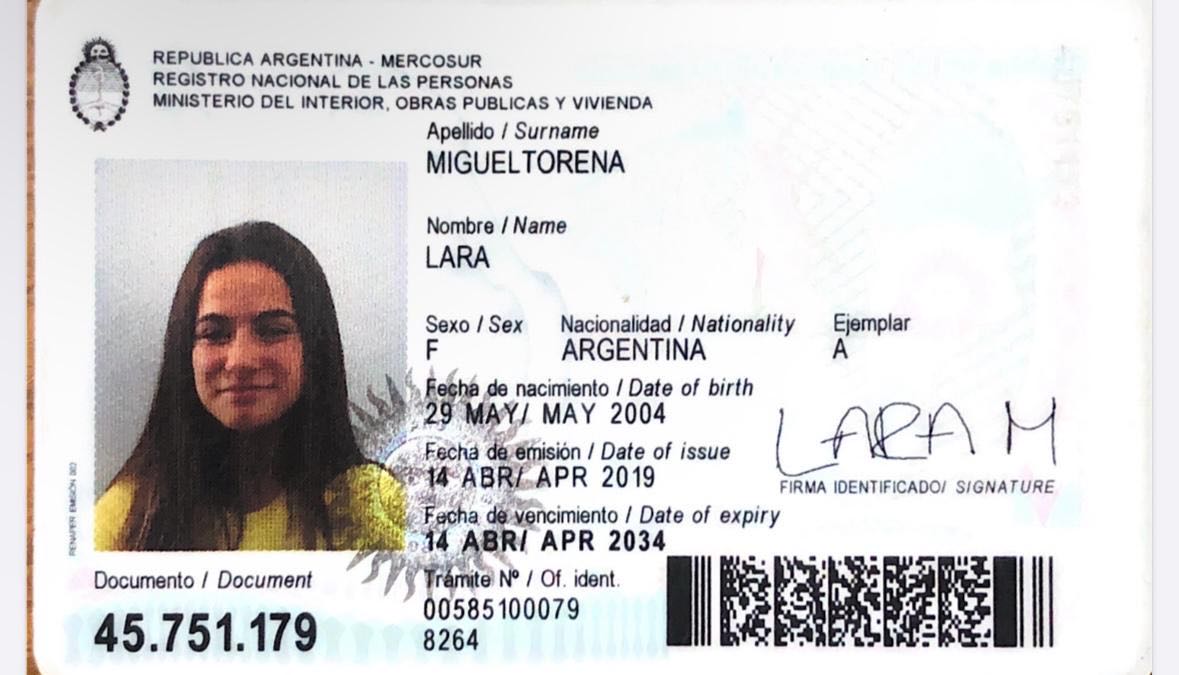 REPUBLICA ARGENTINA - MERCOSUR
REGISTRO NACIONAL DE LAS PERSONAS
MINISTERIO DEL INTERIOR, OBRAS PUBLICAS Y VIVIENDA
Apellido / Surname
MIGUELTORENA
Nombre / Name
LARA
Sexo / Sex Nacionalidad / Nationality Ejemplar
F ARGENTINA A
Fecha de nacimiento / Date of birth
29 MAY/ MAY 2004
Fecha de emisión / Date of issue
14 ABR/ APR 2019
LARA M
FIRMA IDENTIFICADO/ SIGNATURE
Fecha de vencimiento / Date of expiry
14 ABR/ APR 2034
RENAPER EMISIÓN 003
Documento / Document
45.751.179
Trámite Nº / Of. ident.
00585100079
8264